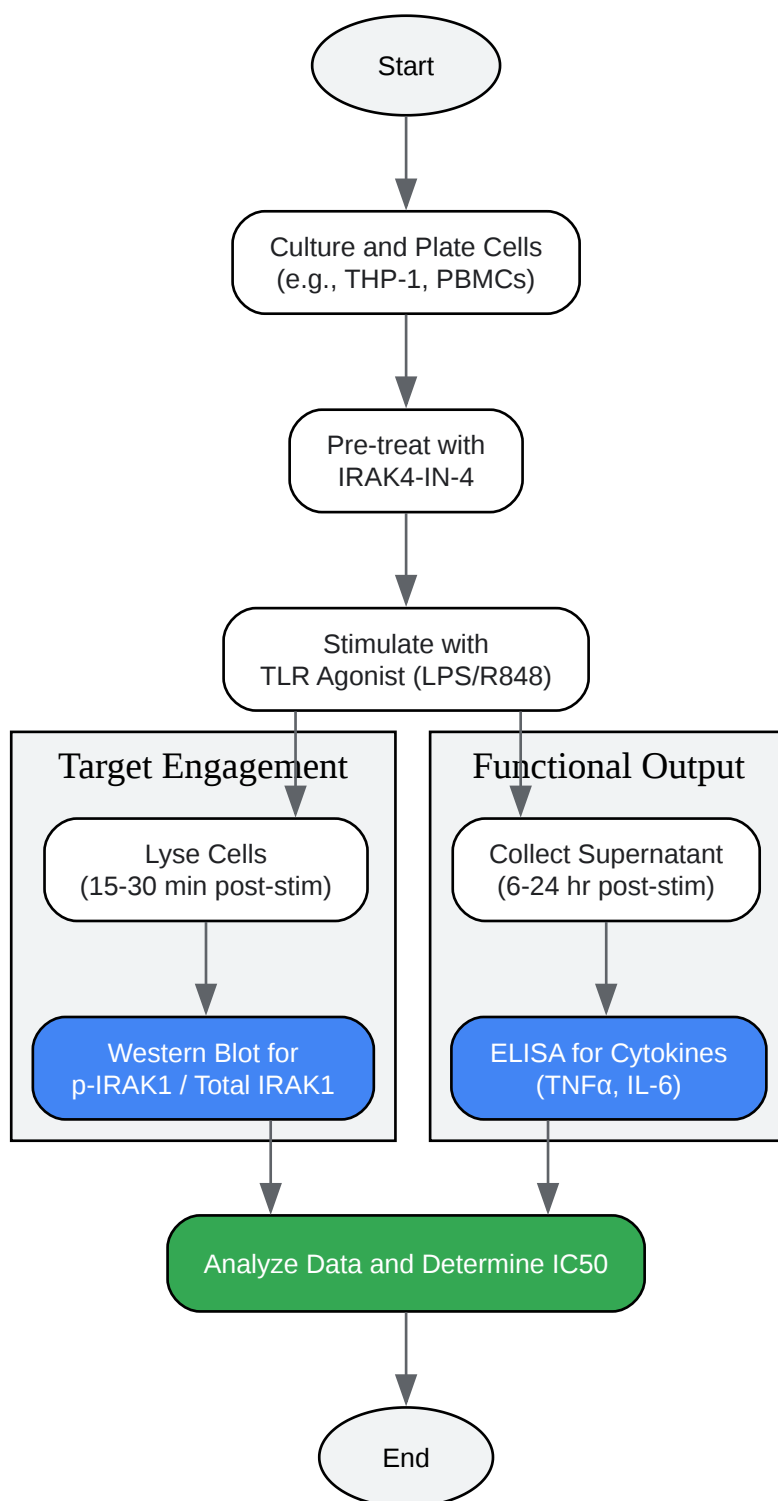 Start
Culture and Plate Cells
(e.g., THP-1, PBMCs)
Pre-treat with
IRAK4-IN-4
Stimulate with
TLR Agonist (LPS/R848)
Target Engagement
Lyse Cells
(15-30 min post-stim)
Western Blot for
p-IRAK1 / Total IRAK1
Functional Output
Collect Supernatant
(6-24 hr post-stim)
ELISA for Cytokines
(TNFα, IL-6)
Analyze Data and Determine IC50
End